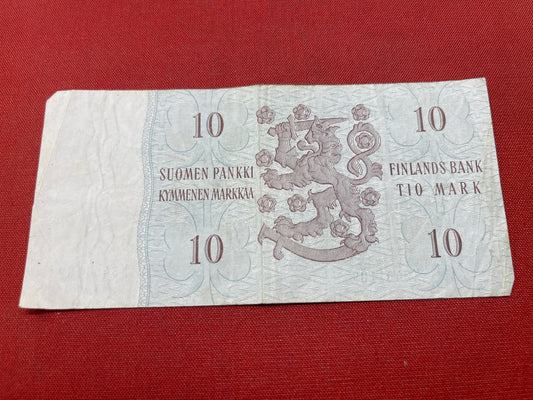 10 10
SUOMEN PANKKI FINLANDS BANK
KYMMENEN MARKKAA TIO MARK
10 10